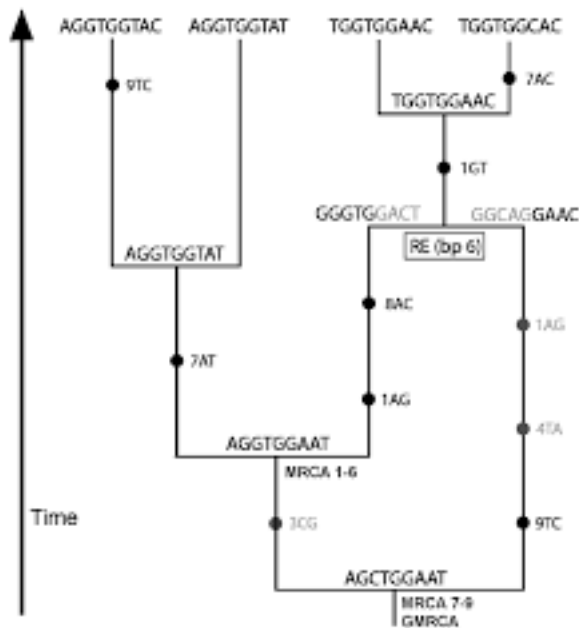 AGGTGGTAC AGGTGGTAT TGGTGGAAC TGGTGGCAC
9TC
7AC
TGGTGGAAC
1GT
GGGTGGACT GGCAGGAAC
RE (bp 6)
AGGTGGTAT
8AC
1AG
7AT
1AG
4TA
AGGTGGAAT
MRCA 1-6
Time
3CG
9TC
AGCTGGAAT
MRCA 7-9
GMRCA